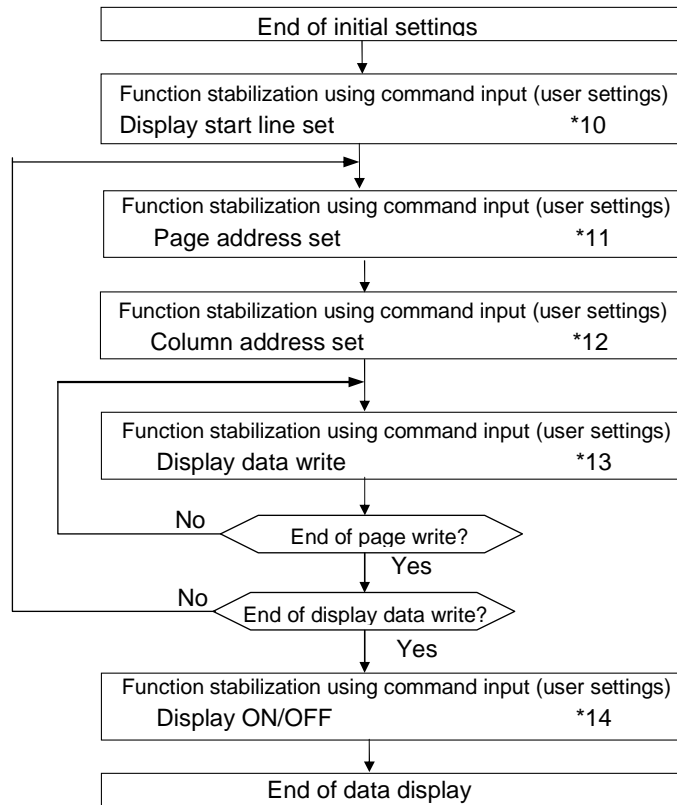 End of initial settings
Function stabilization using command input (user settings)
Display start line set *10
Function stabilization using command input (user settings)
Page address set *11
Function stabilization using command input (user settings)
Column address set *12
Function stabilization using command input (user settings)
Display data write *13
No
End of page write?
Yes
No
End of display data write?
Yes
Function stabilization using command input (user settings)
Display ON/OFF *14
End of data display